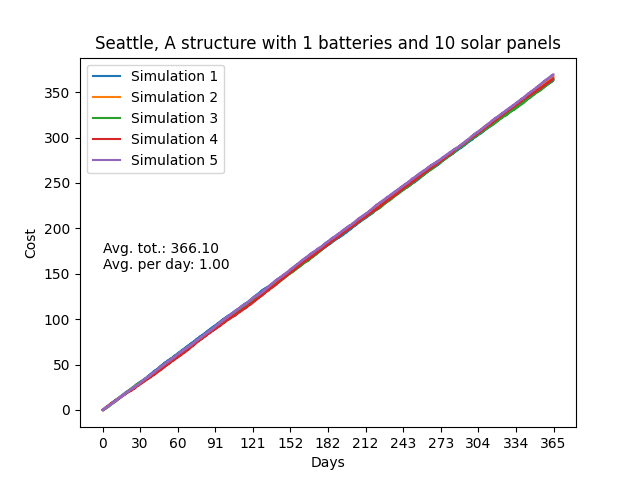 Seattle, A structure with 1 batteries and 10 solar panels
Simulation 1
Simulation 2
Simulation 3
Simulation 4
Simulation 5
Avg. tot.: 366.10
Avg. per day: 1.00
Cost
350
300
250
200
150
100
50
0
0 30 60 91 121 152 182 212 243 273 304 334 365
Days